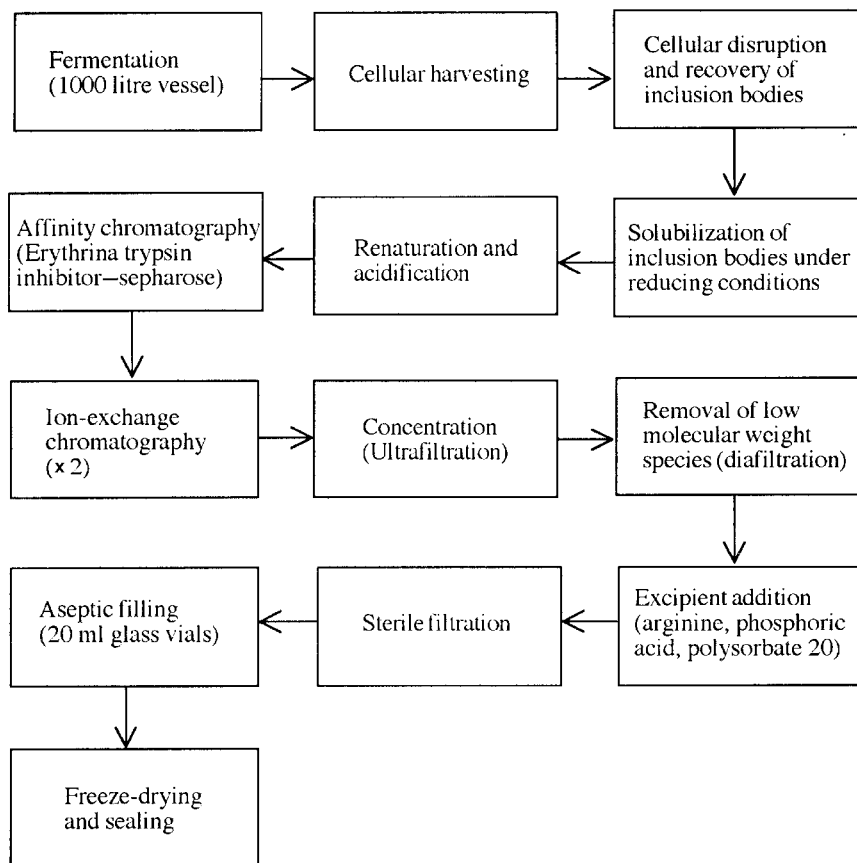 Fermentation
(1000 litre vessel)
Cellular harvesting
Cellular disruption
and recovery of
inclusion bodies
Solubilization of
inclusion bodies under
reducing conditions
Renaturation and
acidification
Affinity chromatography
(Erythrina trypsin
inhibitor–sepharose)
Ion-exchange
chromatography
(× 2)
Concentration
(Ultrafiltration)
Removal of low
molecular weight
species (diafiltration)
Excipient addition
(arginine, phosphoric
acid, polysorbate 20)
Sterile filtration
Aseptic filling
(20 ml glass vials)
Freeze-drying
and sealing